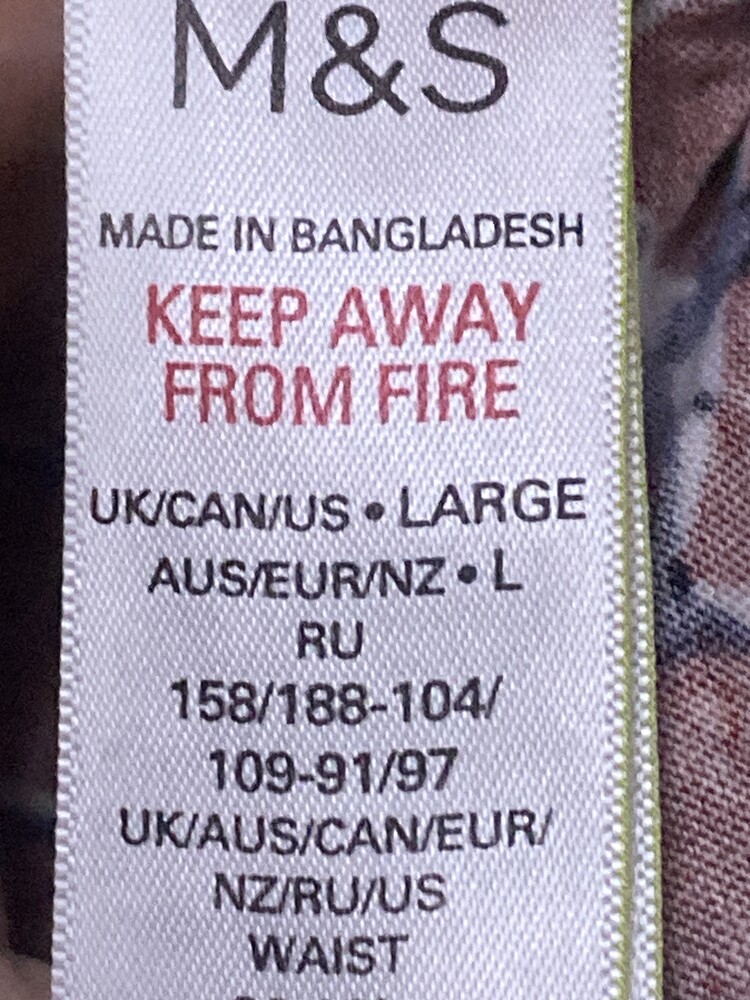 M&S
MADE IN BANGLADESH
KEEP AWAY
FROM FIRE
UK/CAN/US • LARGE
AUS/EUR/NZ • L
RU
158/188-104/
109-91/97
UK/AUS/CAN/EUR/
NZ/RU/US
WAIST